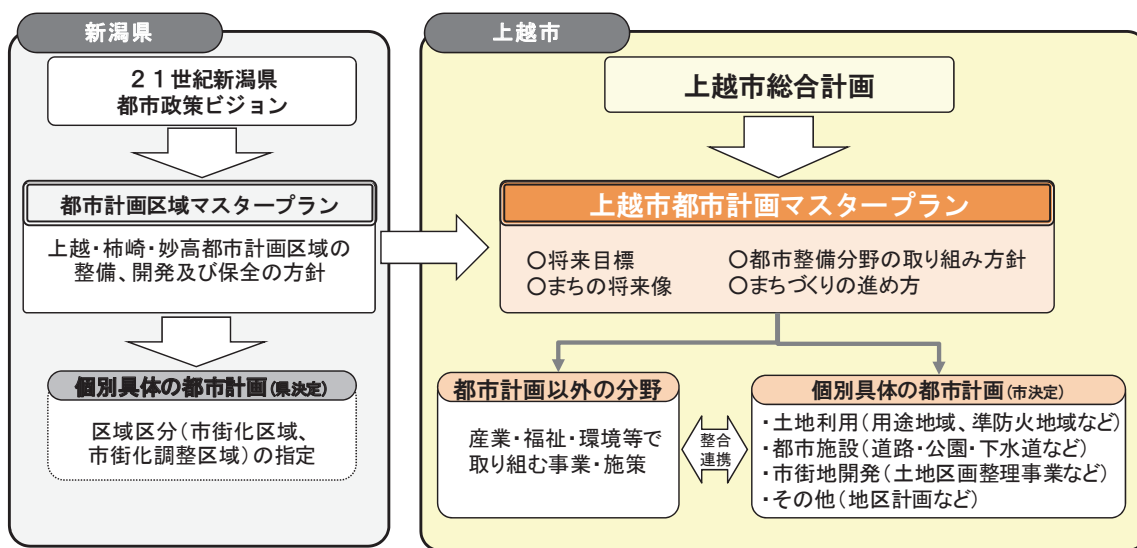 新潟県
２１世紀新潟県
都市政策ビジョン
都市計画区域マスタープラン
上越・柿崎・妙高都市計画区域の
整備、開発及び保全の方針
個別具体の都市計画(県決定)
区域区分(市街化区域、
市街化調整区域)の指定
上越市
上越市総合計画
上越市都市計画マスタープラン
○将来目標
○まちの将来像
○都市整備分野の取り組み方針
○まちづくりの進め方
都市計画以外の分野
産業・福祉・環境等で
取り組む事業・施策
整合
連携
個別具体の都市計画(市決定)
・土地利用(用途地域、準防火地域など)
・都市施設(道路・公園・下水道など)
・市街地開発(土地区画整理事業など)
・その他(地区計画など)